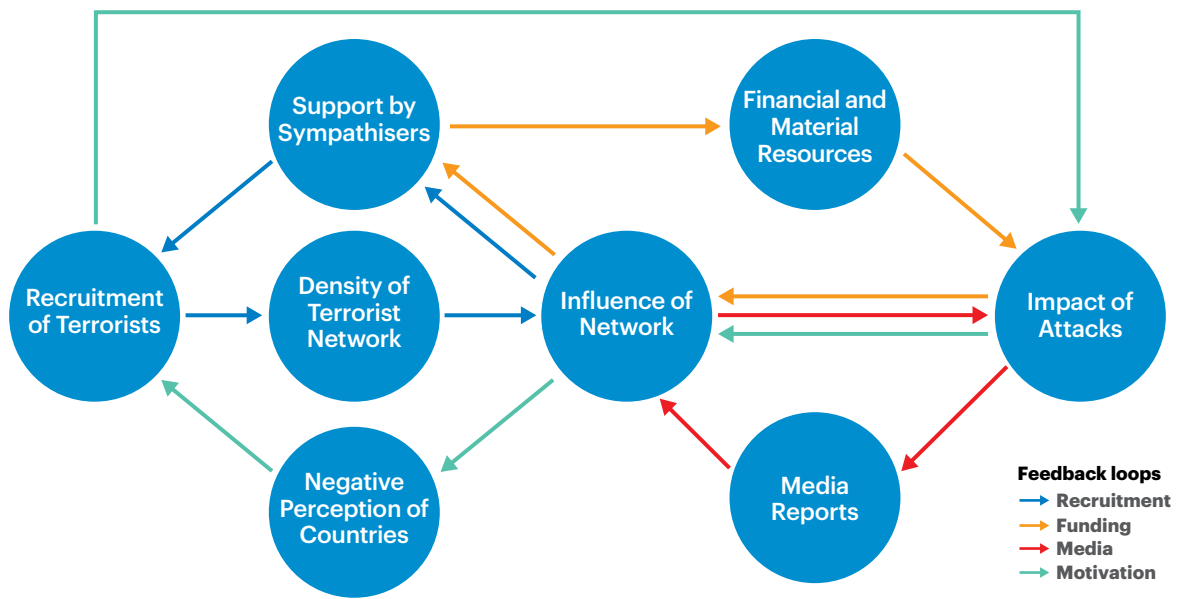 Support by
Sympathisers
Financial and
Material
Resources
Recruitment
of Terrorists
Density of
Terrorist
Network
Influence of
Network
Impact of
Attacks
Negative
Perception of
Countries
Media
Reports
Feedback loops
Recruitment
Funding
Media
Motivation